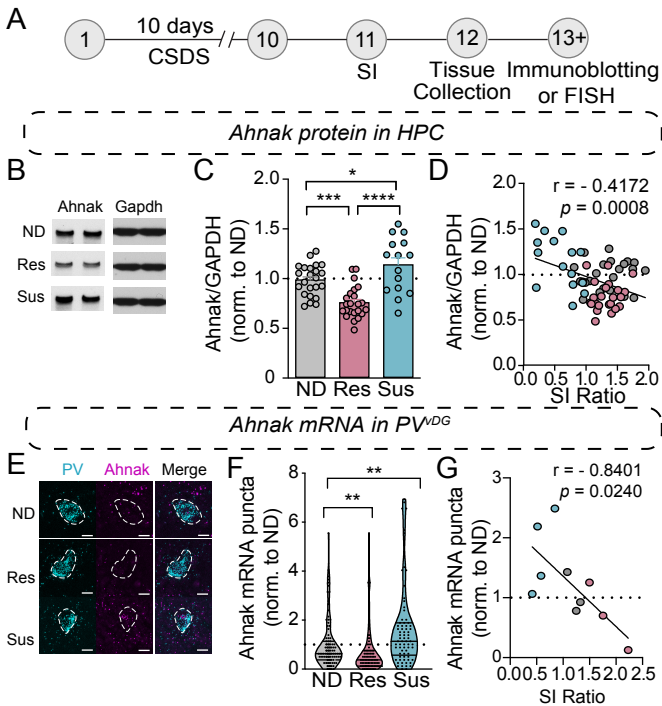 A
1
10 days
CSDS
10
11
SI
12
Tissue
Collection
13+
Immunoblotting
or FISH
Ahnak protein in HPC
B
Ahnak
Gapdh
ND
Res
Sus
C
Ahnak/GAPDH
(norm. to ND)
2.0
1.5
1.0
0.5
0
*
***
****
ND
Res
Sus
D
Ahnak/GAPDH
(norm. to ND)
r = - 0.4172
p = 0.0008
2.0
1.5
1.0
0.5
0.0
0.0
0.5
1.0
1.5
2.0
SI Ratio
Ahnak mRNA in PVvDG
E
PV
Ahnak
Merge
ND
Res
Sus
F
Ahnak mRNA puncta
(norm. to ND)
8
6
4
2
0
**
**
ND
Res
Sus
G
Ahnak mRNA puncta
(norm. to ND)
r = - 0.8401
p = 0.0240
4
3
2
1
0
0.0
0.5
1.0
1.5
2.0
2.5
SI Ratio